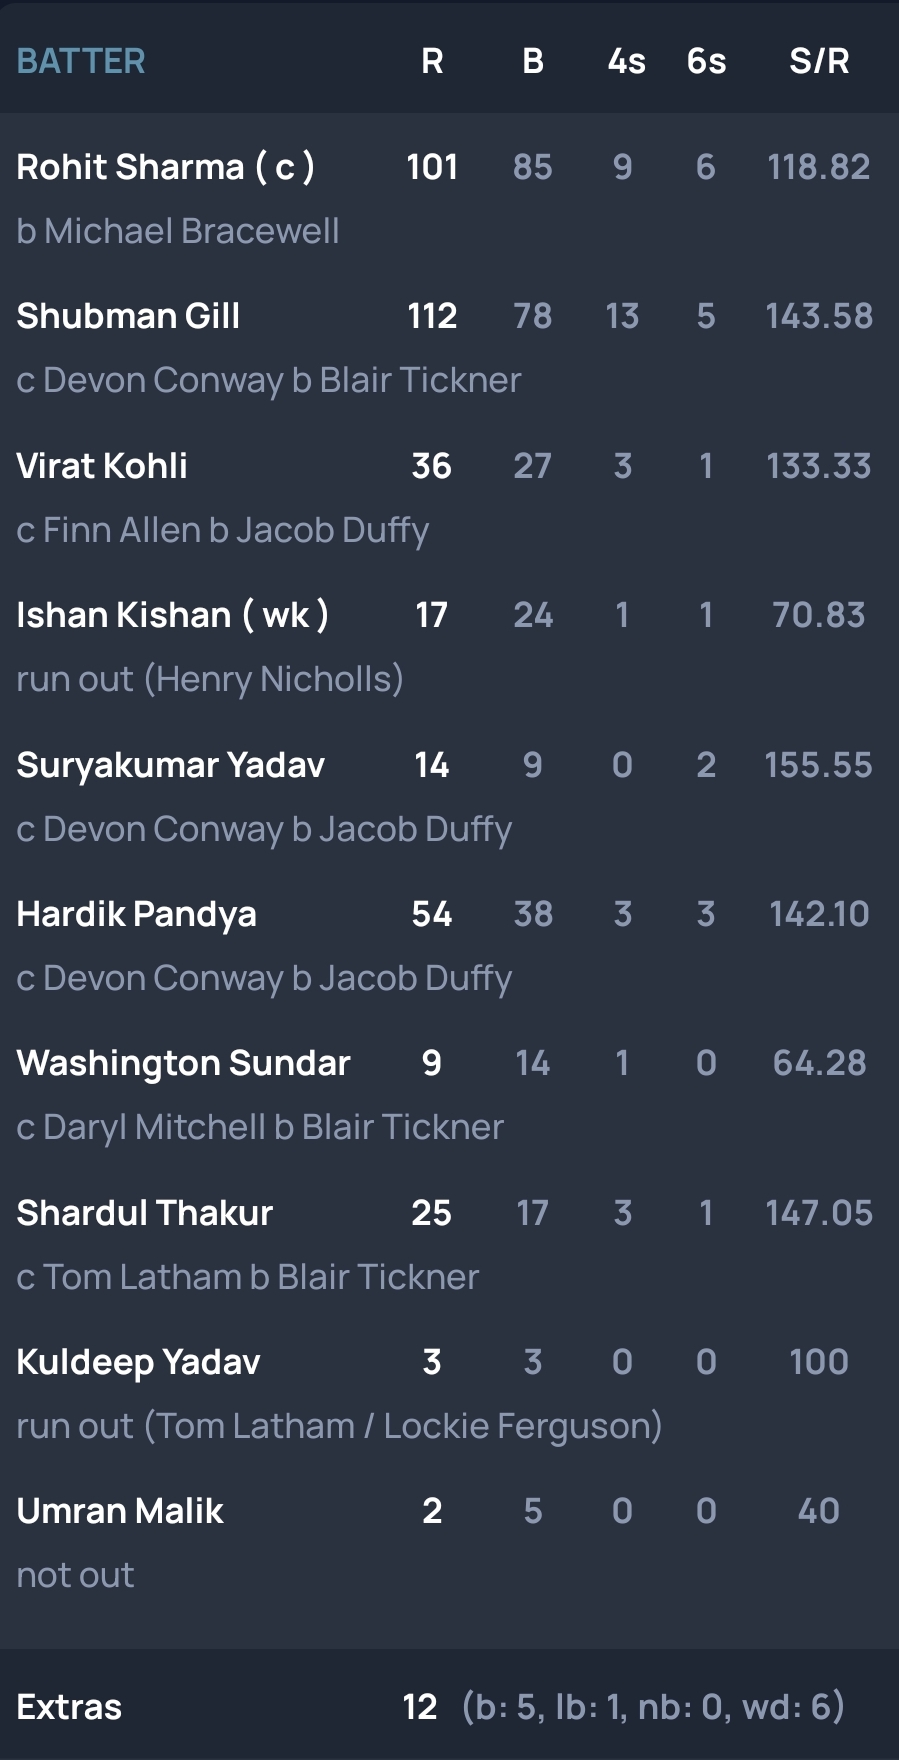 BATTER R B 4s 6s S/R
Rohit Sharma ( c ) 101 85 9 6 118.82
b Michael Bracewell
Shubman Gill 112 78 13 5 143.58
c Devon Conway b Blair Tickner
Virat Kohli 36 27 3 1 133.33
c Finn Allen b Jacob Duffy
Ishan Kishan ( wk ) 17 24 1 1 70.83
run out (Henry Nicholls)
Suryakumar Yadav 14 9 0 2 155.55
c Devon Conway b Jacob Duffy
Hardik Pandya 54 38 3 3 142.10
c Devon Conway b Jacob Duffy
Washington Sundar 9 14 1 0 64.28
c Daryl Mitchell b Blair Tickner
Shardul Thakur 25 17 3 1 147.05
c Tom Latham b Blair Tickner
Kuldeep Yadav 3 3 0 0 100
run out (Tom Latham / Lockie Ferguson)
Umran Malik 2 5 0 0 40
not out
Extras 12 (b: 5, lb: 1, nb: 0, wd: 6)